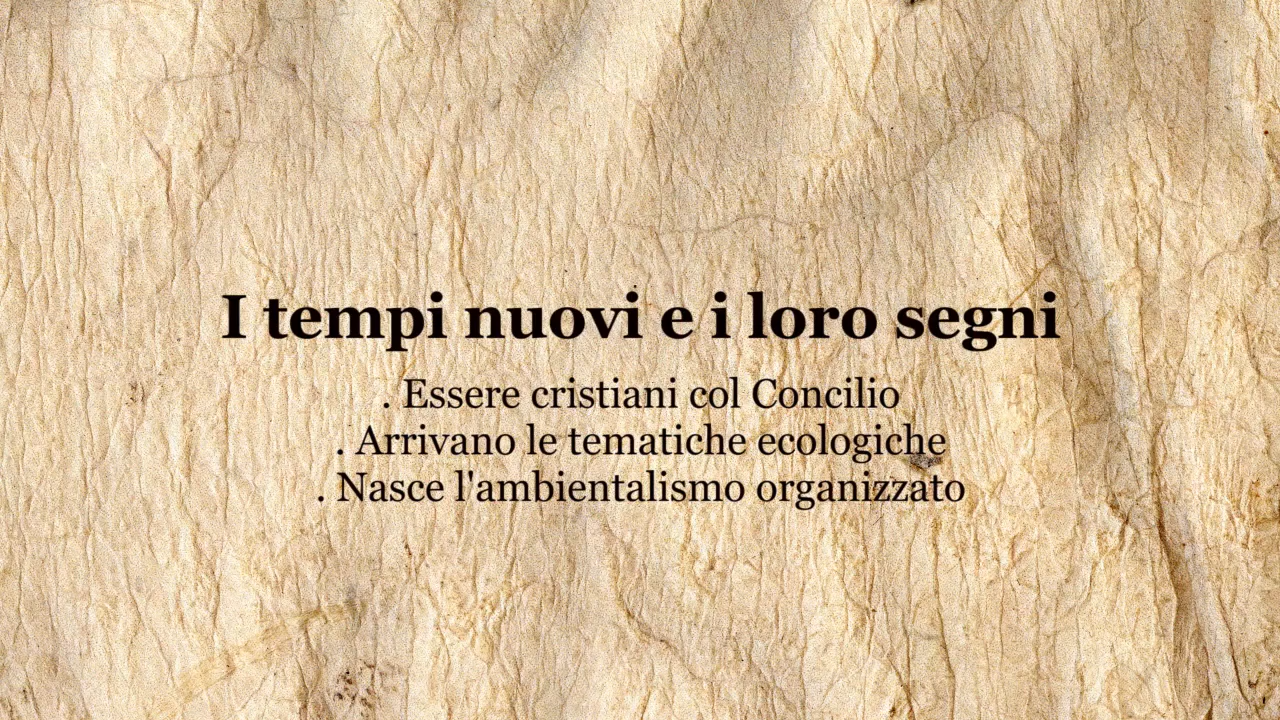 I tempi nuovi e i loro segni
. Essere cristiani col Concilio
. Arrivano le tematiche ecologiche
. Nasce l'ambientalismo organizzato